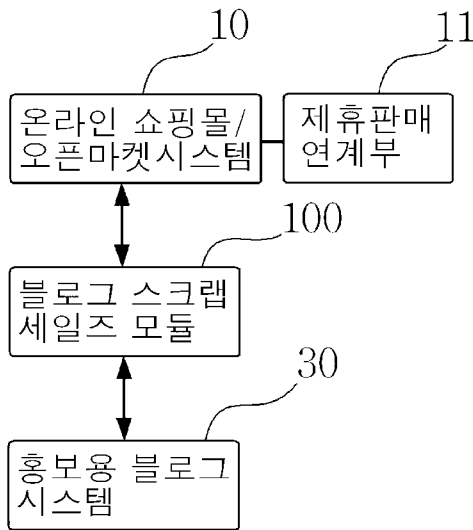 10
11
온라인 쇼핑몰/
오픈마켓시스템
제휴판매
연계부
100
블로그 스크랩
세일즈 모듈
30
홍보용 블로그
시스템